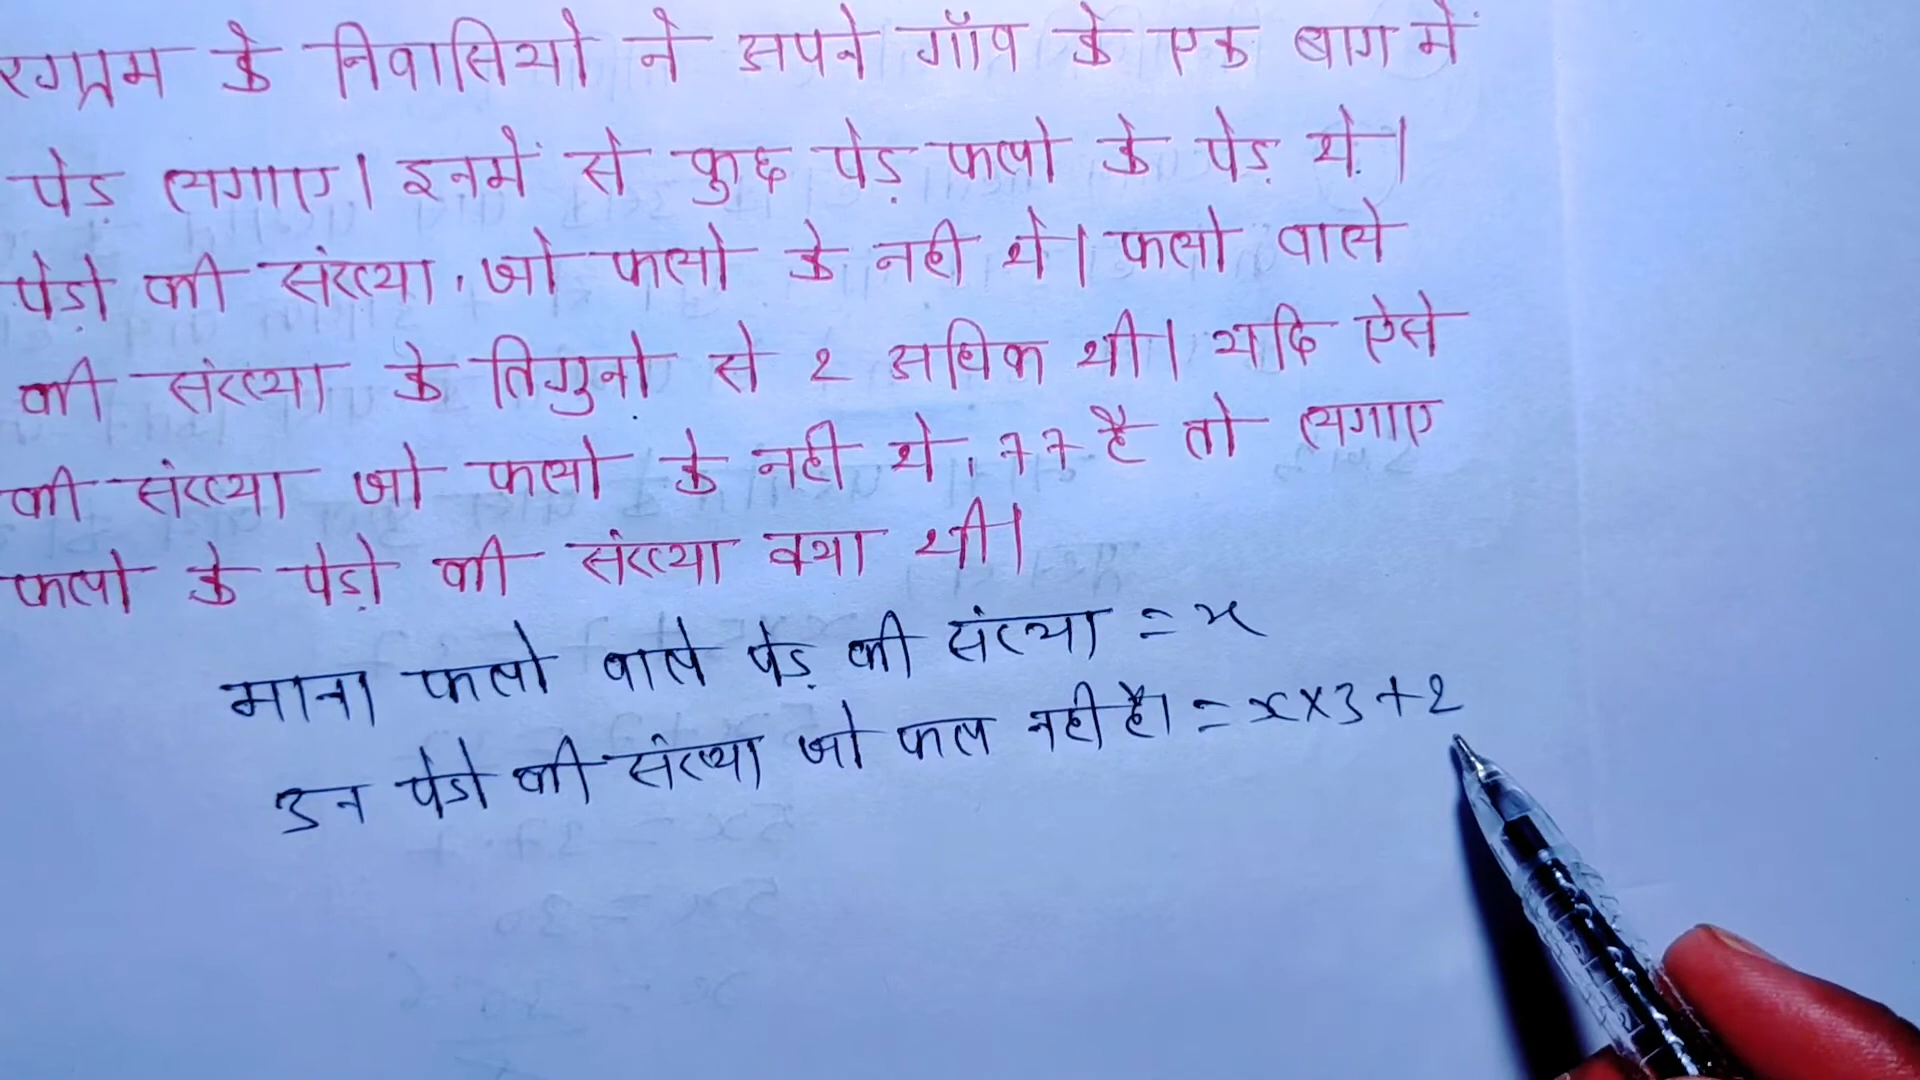 के निवासियो ने अपने गाँव के एक बाग में
पेड़ लगाए। इनमें से कुछ पेड़ फलो के पेड़ थे।
पेड़ो की संख्या, जो फलो के नही थे। फलो वाले
की संख्या के तिगुनो से 2 अधिक थी। यदि ऐसे
की संख्या जो फलो के नही थे, 77 है तो लगाए
फलो के पेड़ो की संख्या क्या थी।
माना फलो वाले पेड़ की संख्या = x
उन पेडो की संख्या जो फल नही है। = x×3+2